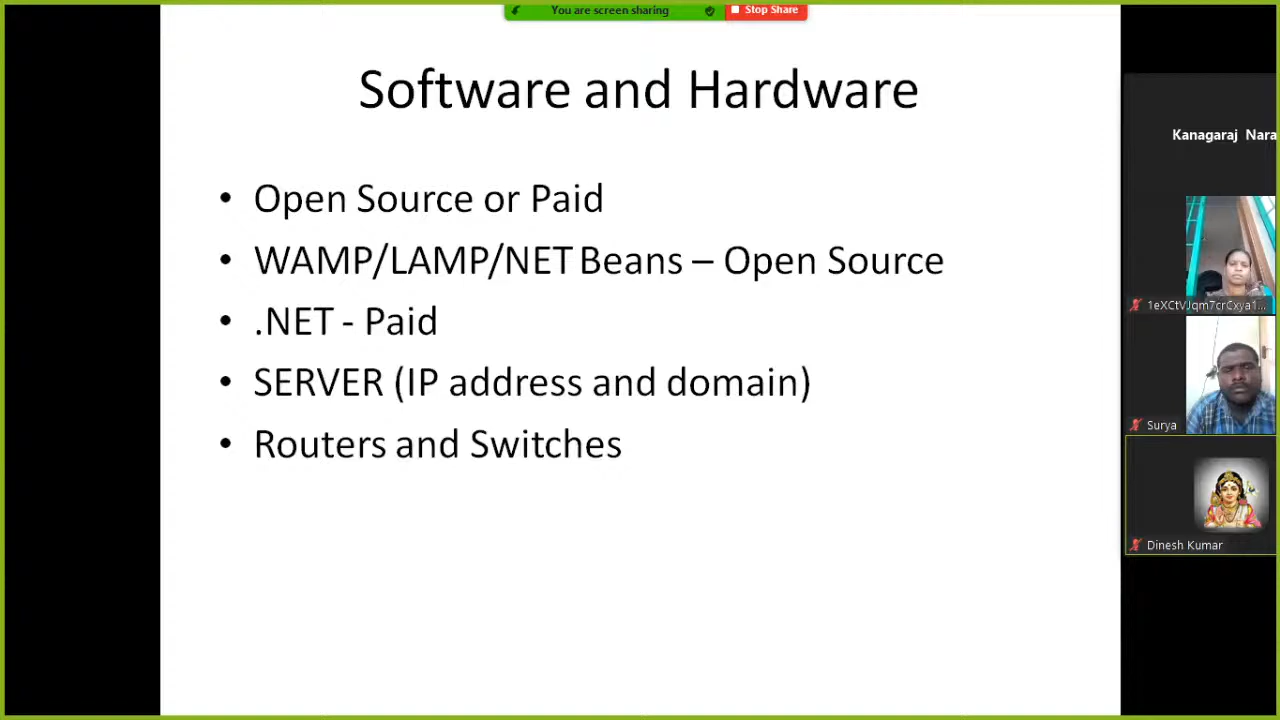 You are screen sharing
Stop Share
Software and Hardware
• Open Source or Paid
• WAMP/LAMP/NET Beans – Open Source
• .NET - Paid
• SERVER (IP address and domain)
• Routers and Switches
Kanagaraj Nara
1eXCtVJqm7crCxya1...
Surya
Dinesh Kumar